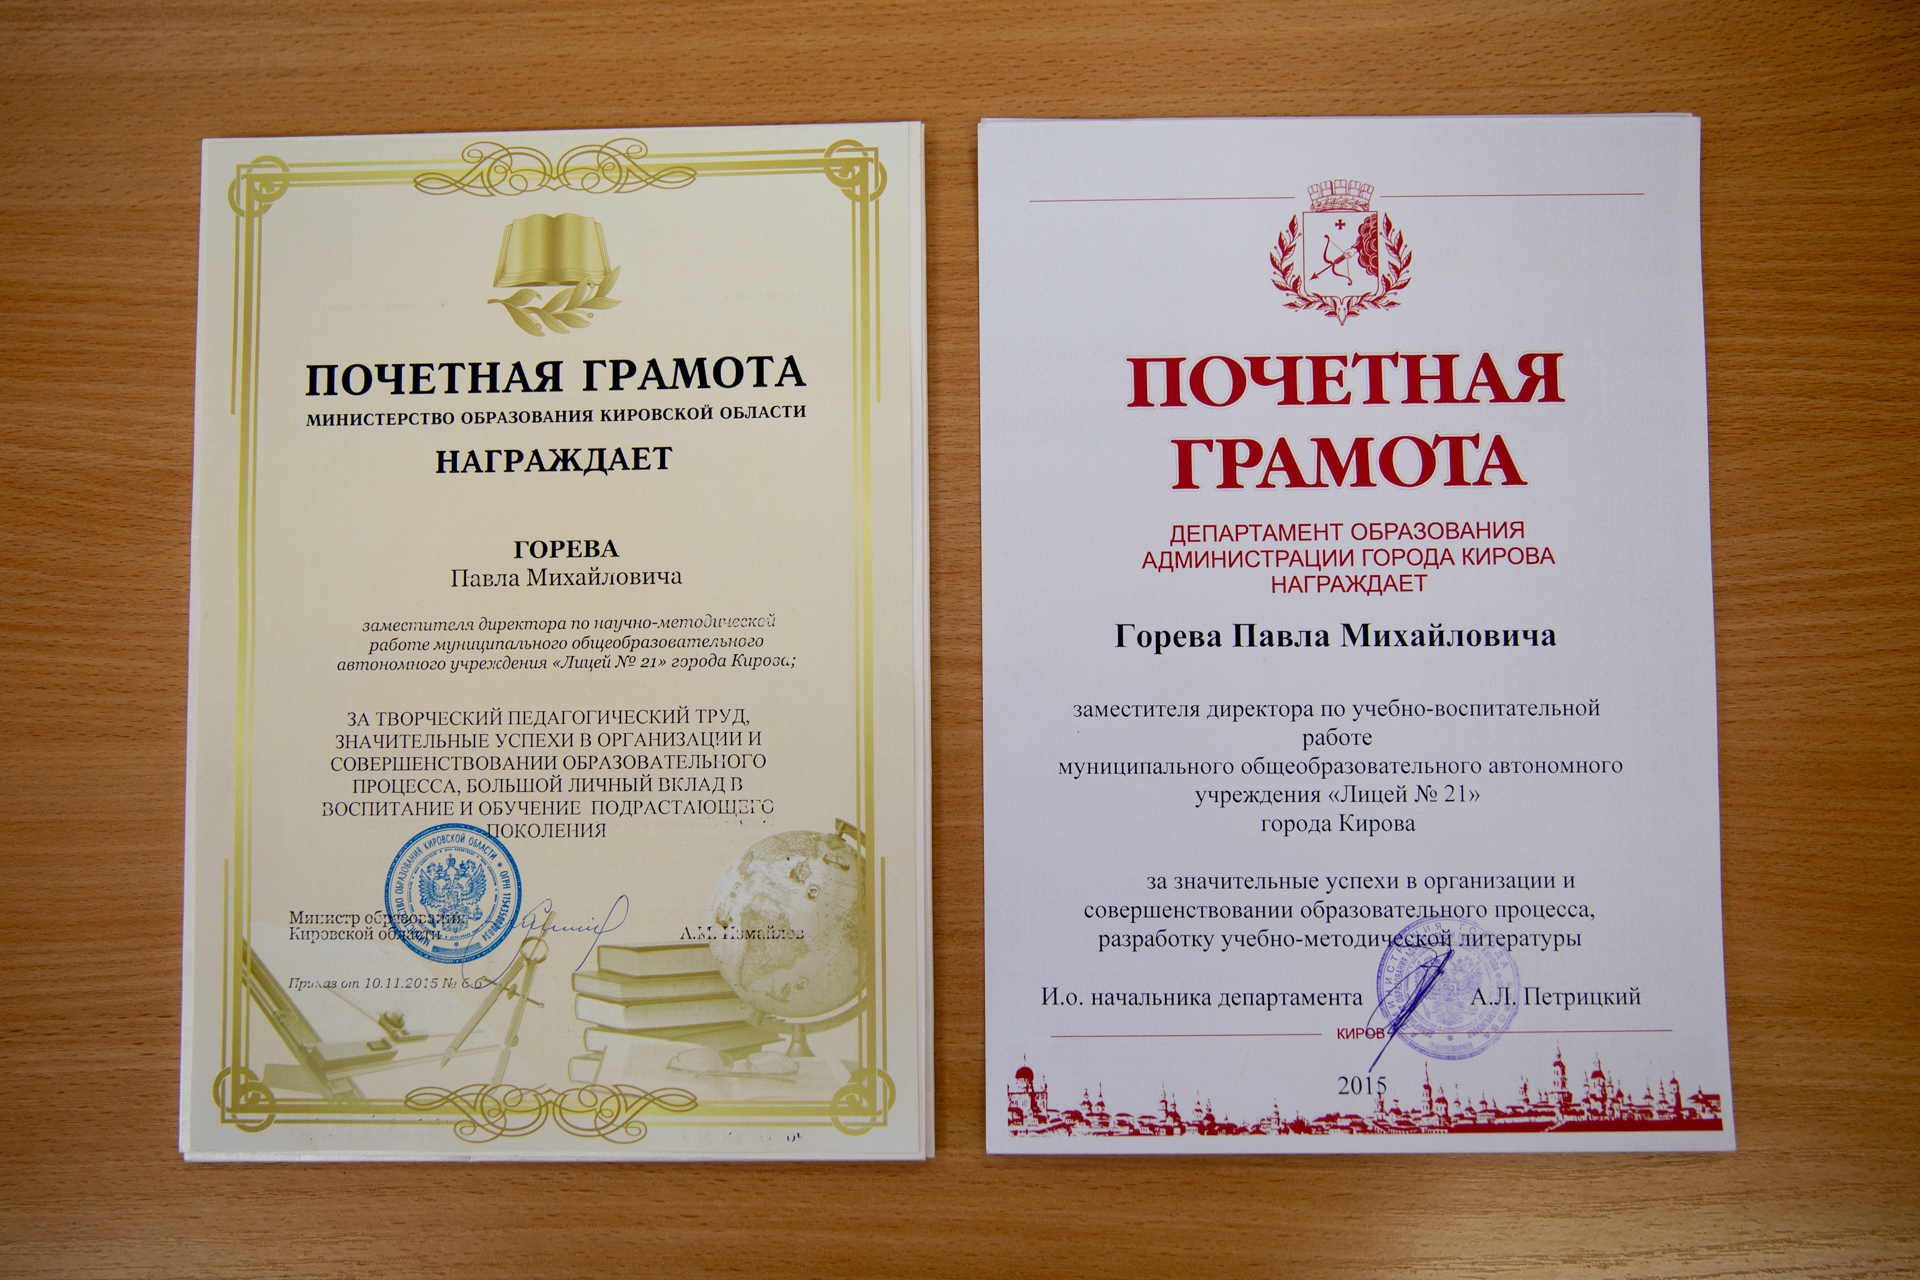 ПОЧЕТНАЯ ГРАМОТА
МИНИСТЕРСТВО ОБРАЗОВАНИЯ КИРОВСКОЙ ОБЛАСТИ
НАГРАЖДАЕТ
ГОРЕВА
Павла Михайловича
заместителя директора по научно-методической
работе муниципального общеобразовательного
автономного учреждения «Лицей № 21» города Кирова;
ЗА ТВОРЧЕСКИЙ ПЕДАГОГИЧЕСКИЙ ТРУД,
ЗНАЧИТЕЛЬНЫЕ УСПЕХИ В ОРГАНИЗАЦИИ И
СОВЕРШЕНСТВОВАНИИ ОБРАЗОВАТЕЛЬНОГО
ПРОЦЕССА, БОЛЬШОЙ ЛИЧНЫЙ ВКЛАД В
ВОСПИТАНИЕ И ОБУЧЕНИЕ ПОДРАСТАЮЩЕГО
ПОКОЛЕНИЯ
Министр образования
Кировской области А.М. Измайлов
Приказ от 10.11.2015 №
ПОЧЕТНАЯ
ГРАМОТА
ДЕПАРТАМЕНТ ОБРАЗОВАНИЯ
АДМИНИСТРАЦИИ ГОРОДА КИРОВА
НАГРАЖДАЕТ
Горева Павла Михайловича
заместителя директора по учебно-воспитательной
работе
муниципального общеобразовательного автономного
учреждения «Лицей № 21»
города Кирова
за значительные успехи в организации и
совершенствовании образовательного процесса,
разработку учебно-методической литературы
И.о. начальника департамента А.Л. Петрицкий
КИРОВ
2015